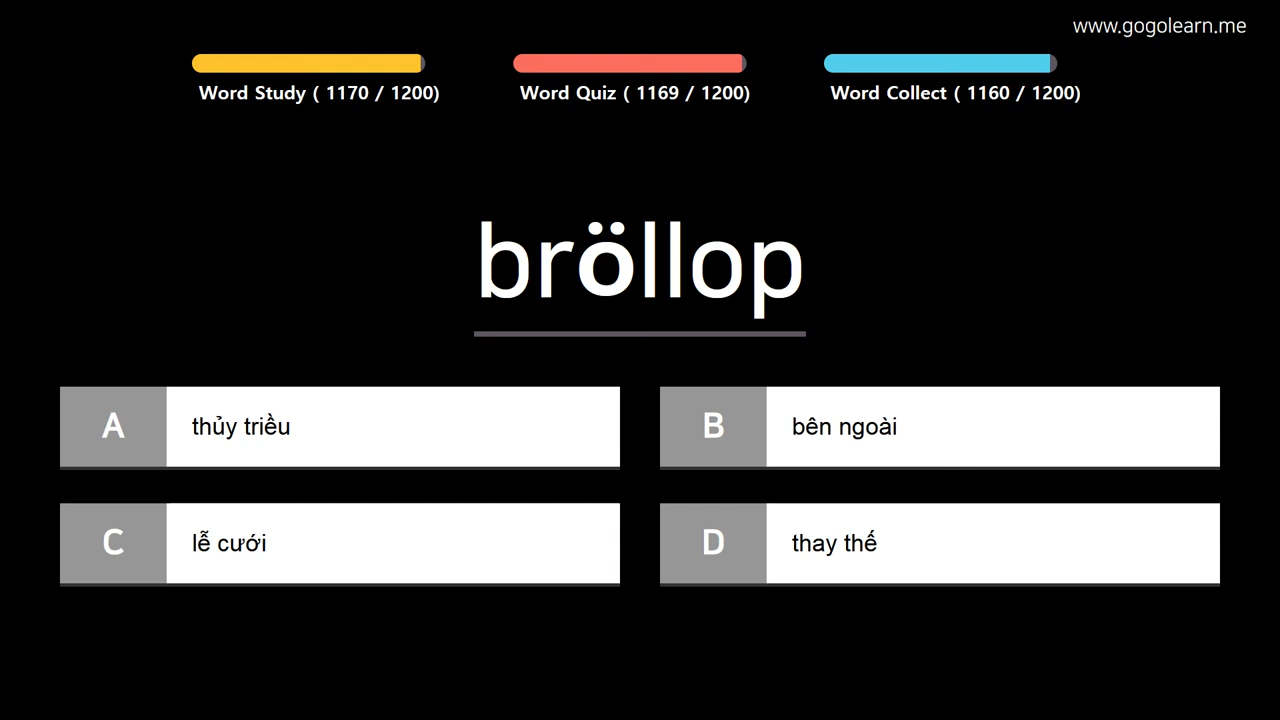 www.gogolearn.me
Word Study ( 1170 / 1200)
Word Quiz ( 1169 / 1200)
Word Collect ( 1160 / 1200)
bröllop
A thủy triều
B bên ngoài
C lễ cưới
D thay thế